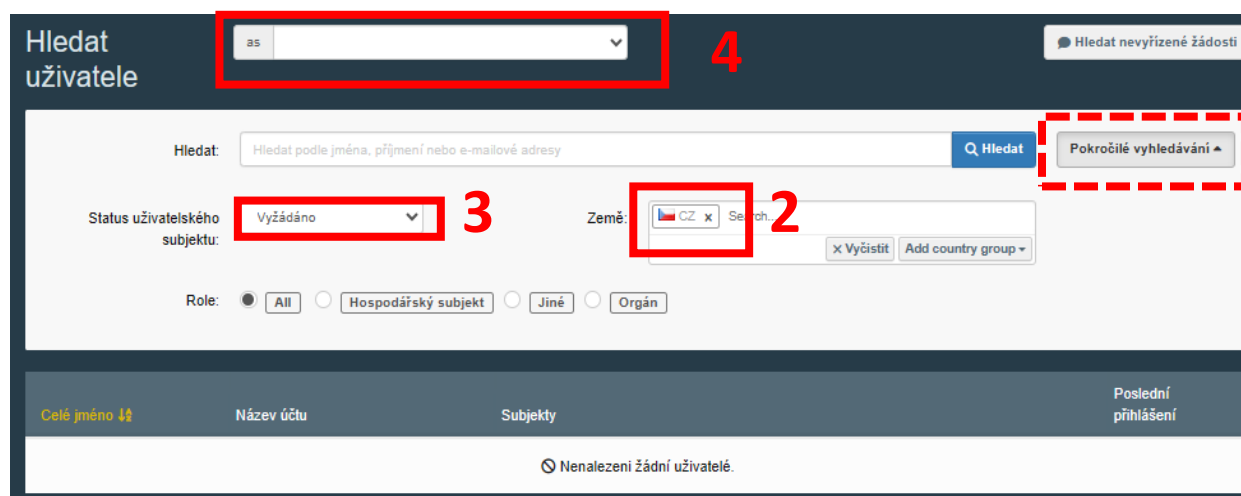 Hledat
uživatele
as
4
Hledat nevyřízené žádosti
Hledat:
Hledat podle jména, příjmení nebo e-mailové adresy
Hledat
Pokročilé vyhledávání
Status uživatelského
subjektu:
Vyžádáno
3
Země:
CZ x Search...
2
x Vyčistit Add country group
Role:
All Hospodářský subjekt Jiné Orgán
Celé jméno Název účtu Subjekty
Poslední
přihlášení
Nenalezeni žádní uživatelé.